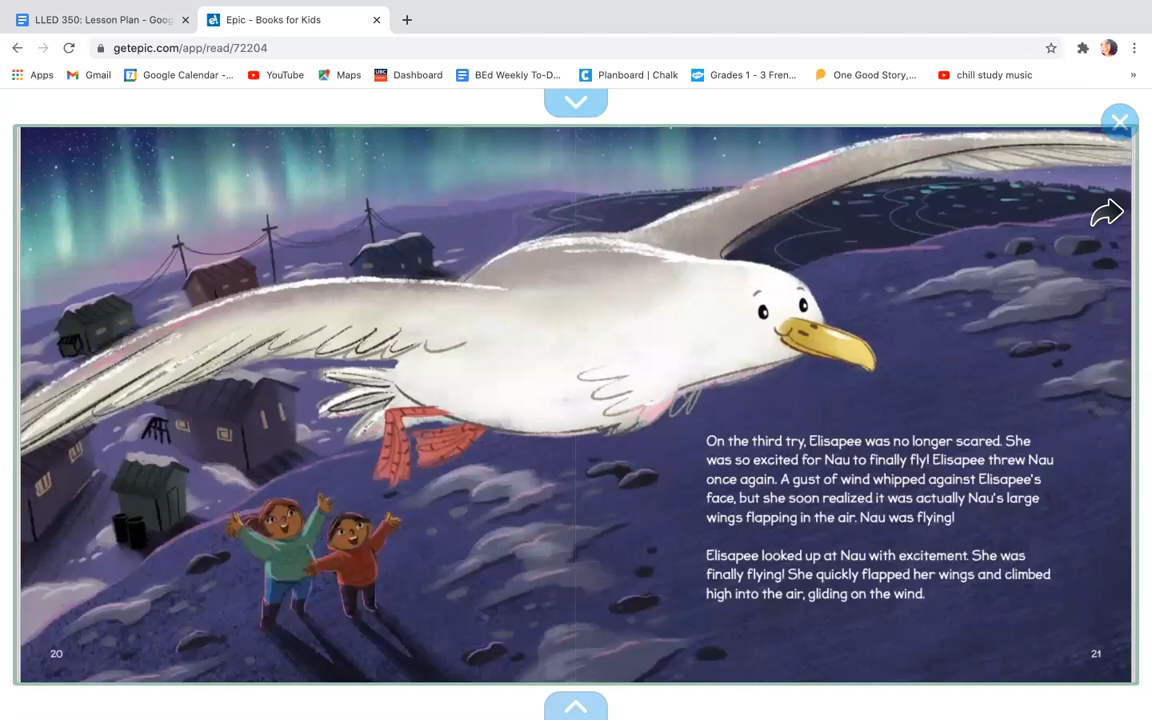 LLED 350: Lesson Plan - Goog
Epic - Books for Kids
getepic.com/app/read/72204
Apps
Gmail
Google Calendar -...
YouTube
Maps
UBC
Dashboard
BEd Weekly To-D...
Planboard | Chalk
Grades 1 - 3 Fren...
One Good Story,...
chill study music
»
On the third try, Elisapee was no longer scared. She
was so excited for Nau to finally fly! Elisapee threw Nau
once again. A gust of wind whipped against Elisapee's
face, but she soon realized it was actually Nau's large
wings flapping in the air. Nau was flying!
Elisapee looked up at Nau with excitement. She was
finally flying! She quickly flapped her wings and climbed
high into the air, gliding on the wind.
20
21